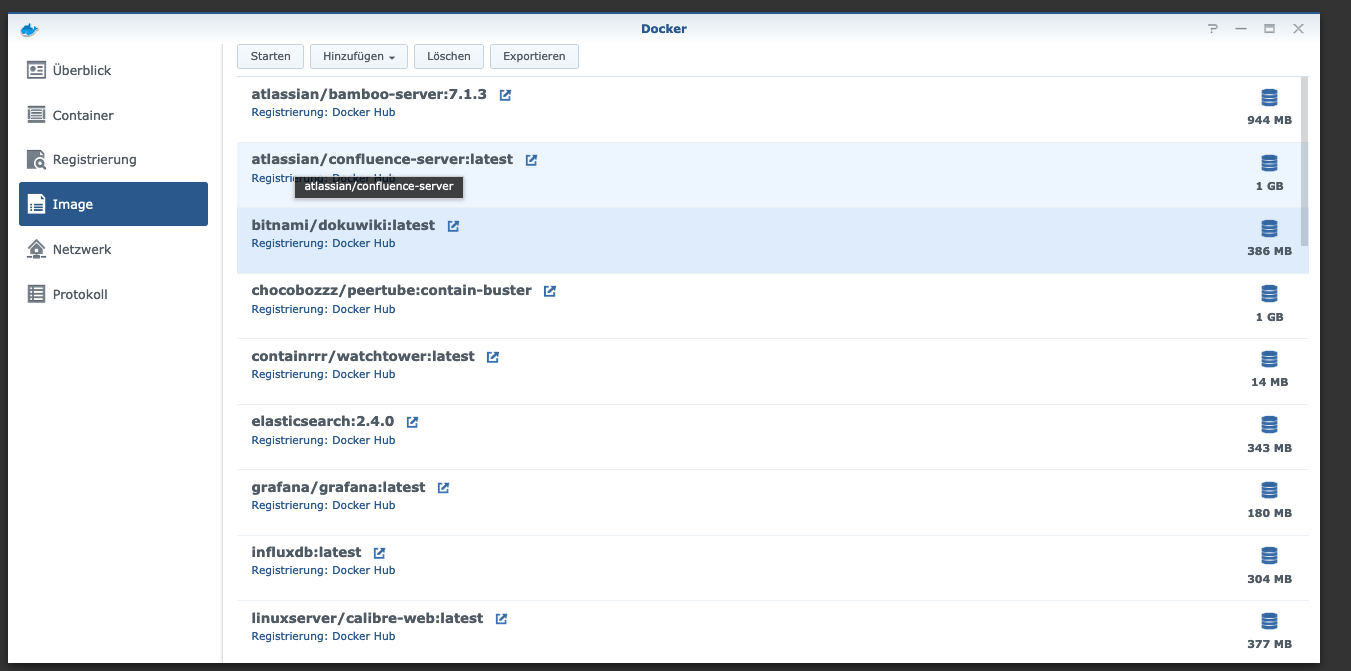 Docker
Überblick
Container
Registrierung
Image
Netzwerk
Protokoll
Starten Hinzufügen Löschen Exportieren
atlassian/bamboo-server:7.1.3
Registrierung: Docker Hub
944 MB
atlassian/confluence-server:latest
Registrierung: Docker Hub
atlassian/confluence-server
1 GB
bitnami/dokuwiki:latest
Registrierung: Docker Hub
386 MB
chocobozzz/peertube:contain-buster
Registrierung: Docker Hub
1 GB
containrrr/watchtower:latest
Registrierung: Docker Hub
14 MB
elasticsearch:2.4.0
Registrierung: Docker Hub
343 MB
grafana/grafana:latest
Registrierung: Docker Hub
180 MB
influxdb:latest
Registrierung: Docker Hub
304 MB
linuxserver/calibre-web:latest
Registrierung: Docker Hub
377 MB